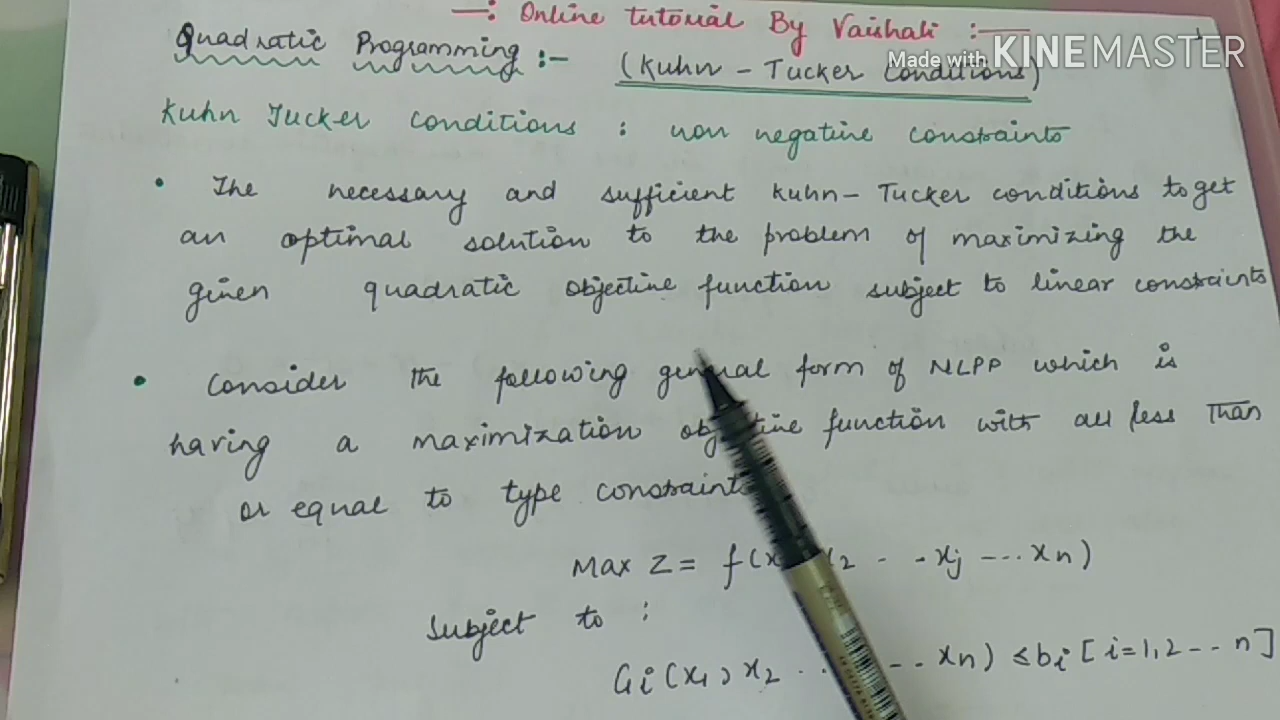 —: Online tutorial By Vaishali :—
Made with KINEMASTER
Quadratic Programming :- (Kuhn - Tucker Conditions)
Kuhn Tucker conditions : non negative constraints
• The necessary and sufficient Kuhn - Tucker conditions to get
an optimal solution to the problem of maximizing the
given quadratic objective function subject to linear constraints
• Consider the following general form of NLPP which is
having a maximization objective function with all less than
or equal to type constraint
Max Z = f(x x2 - - xj --- xn)
Subject to :
Gi (x1, x2 ... -- xn) ≤ bi [i = 1, 2 -- n]